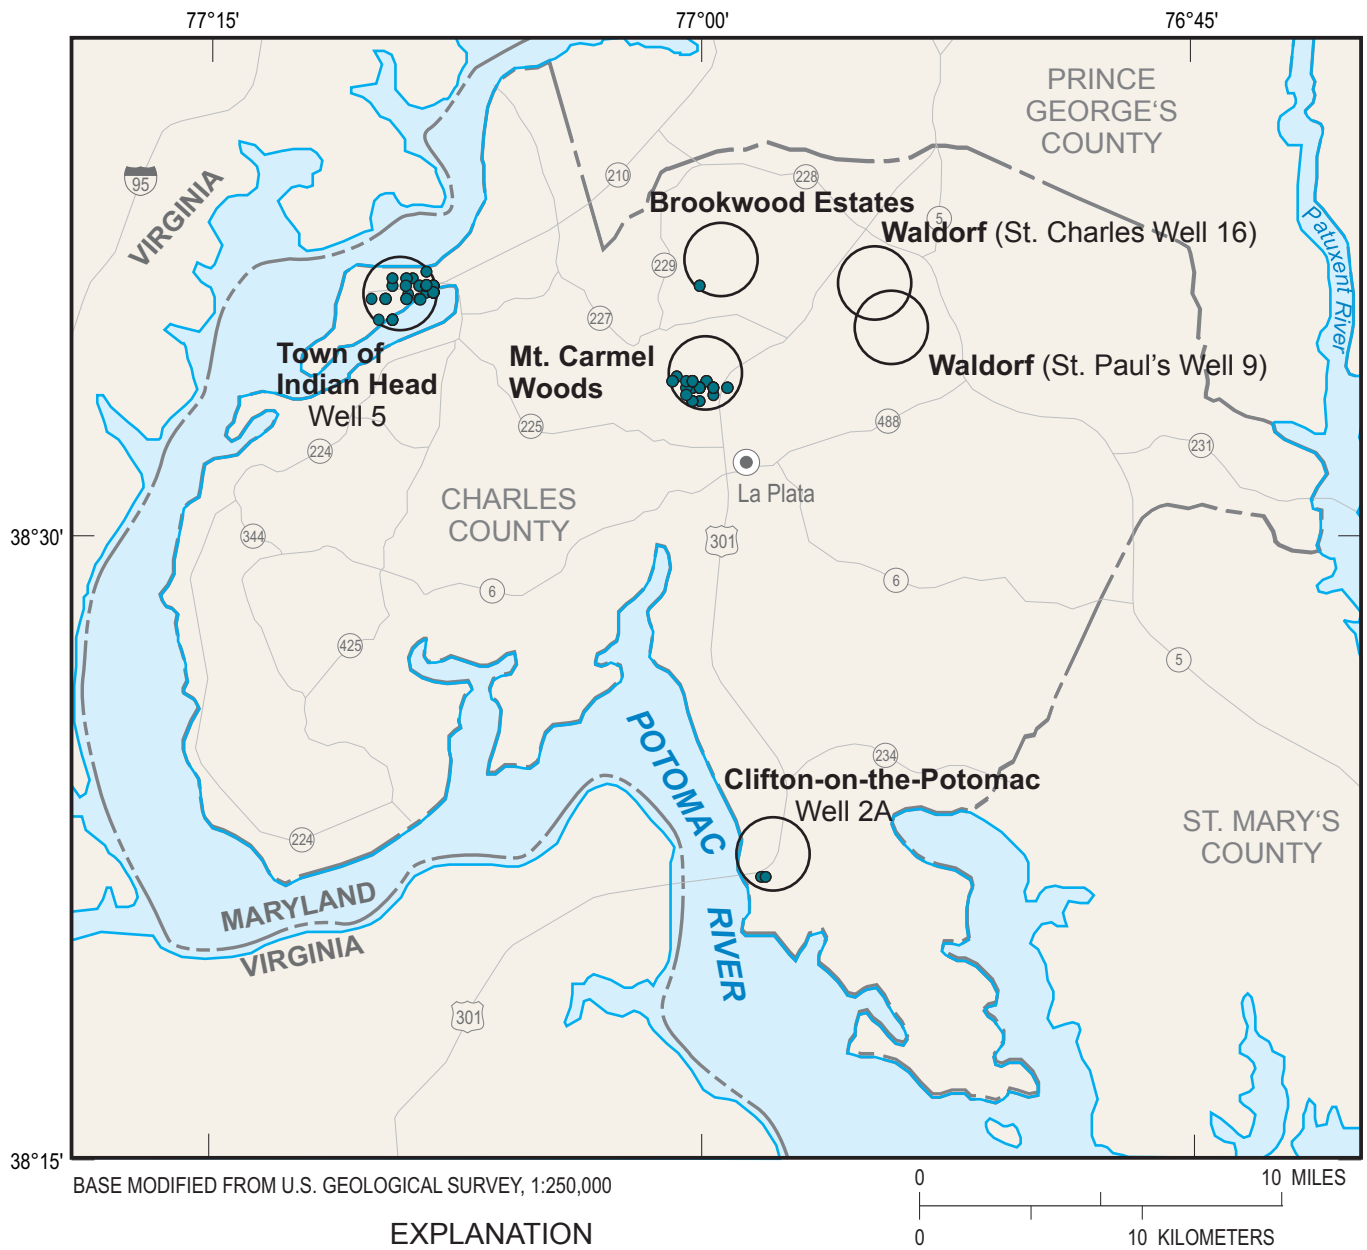 77°15'
77°00'
76°45'
PRINCE
GEORGE'S
COUNTY
95
VIRGINIA
210
228
Brookwood Estates
5
Waldorf (St. Charles Well 16)
Patuxent River
229
227
Town of
Indian Head
Well 5
Mt. Carmel
Woods
Waldorf (St. Paul's Well 9)
225
488
224
231
La Plata
CHARLES
COUNTY
38°30'
344
301
6
6
425
5
POTOMAC
RIVER
234
Clifton-on-the-Potomac
Well 2A
ST. MARY'S
COUNTY
224
MARYLAND
VIRGINIA
301
38°15'
BASE MODIFIED FROM U.S. GEOLOGICAL SURVEY, 1:250,000
0
10 MILES
0
10 KILOMETERS
EXPLANATION